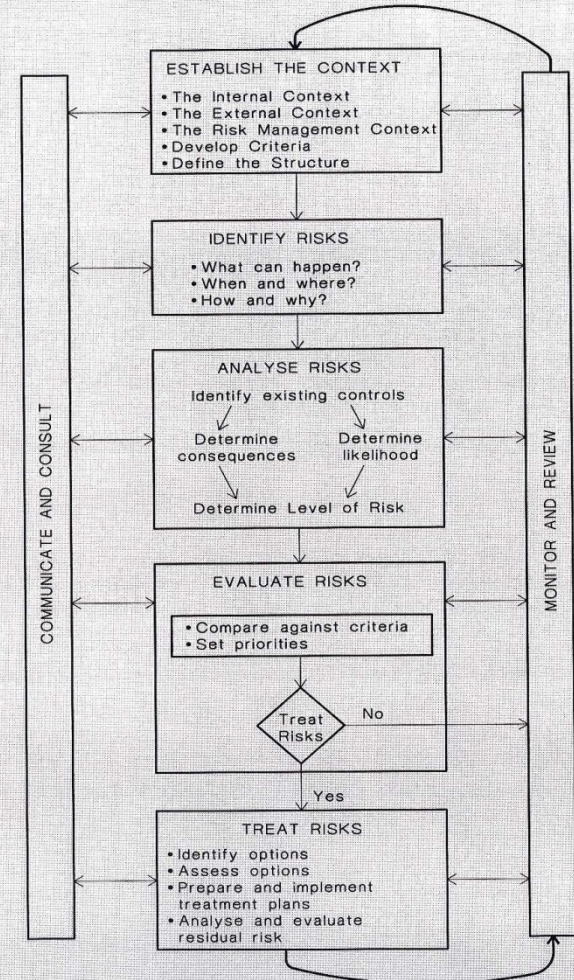 ESTABLISH THE CONTEXT
• The Internal Context
• The External Context
• The Risk Management Context
• Develop Criteria
• Define the Structure
IDENTIFY RISKS
• What can happen?
• When and where?
• How and why?
ANALYSE RISKS
Identify existing controls
Determine
consequences
Determine
likelihood
Determine Level of Risk
EVALUATE RISKS
• Compare against criteria
• Set priorities
Treat
Risks
No
Yes
TREAT RISKS
• Identify options
• Assess options
• Prepare and implement
treatment plans
• Analyse and evaluate
residual risk
COMMUNICATE AND CONSULT
MONITOR AND REVIEW